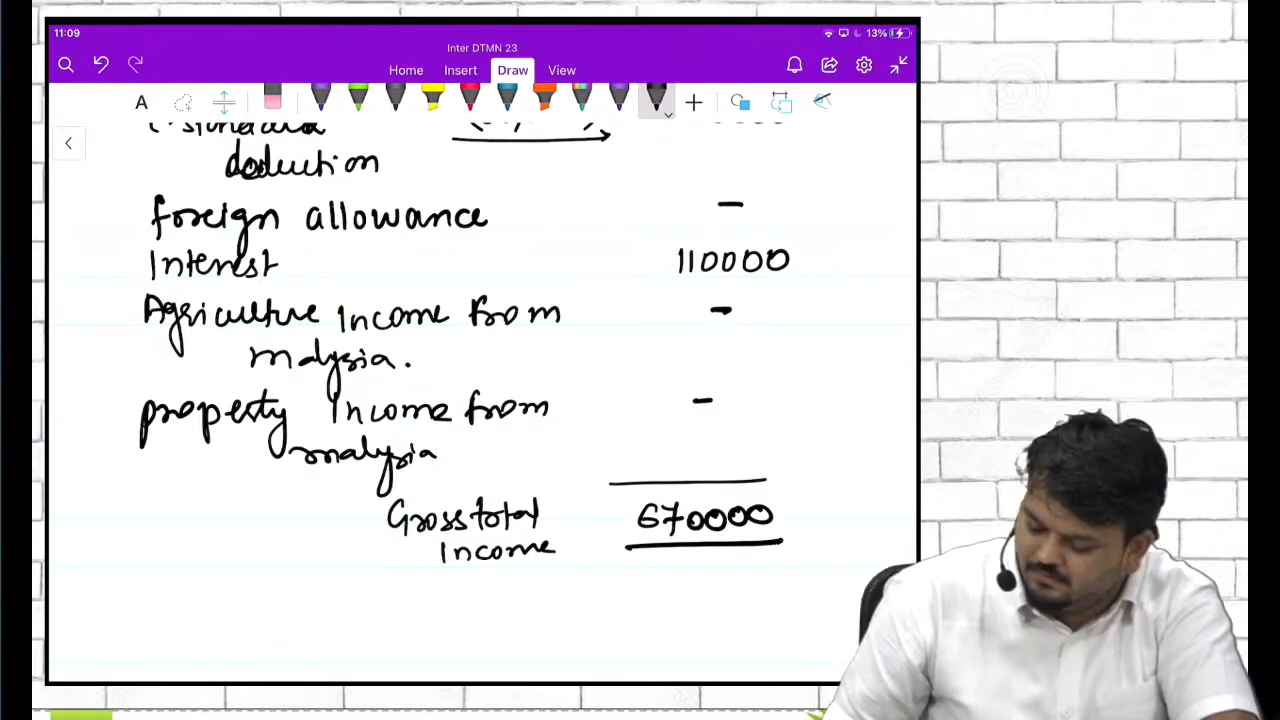 11:09
13%
Inter DTMN 23
Home Insert Draw View
A
deduction
foreign allowance -
Interest 110000
Agriculture Income from -
malysia.
property Income from -
malysia
Gross total 670000
Income